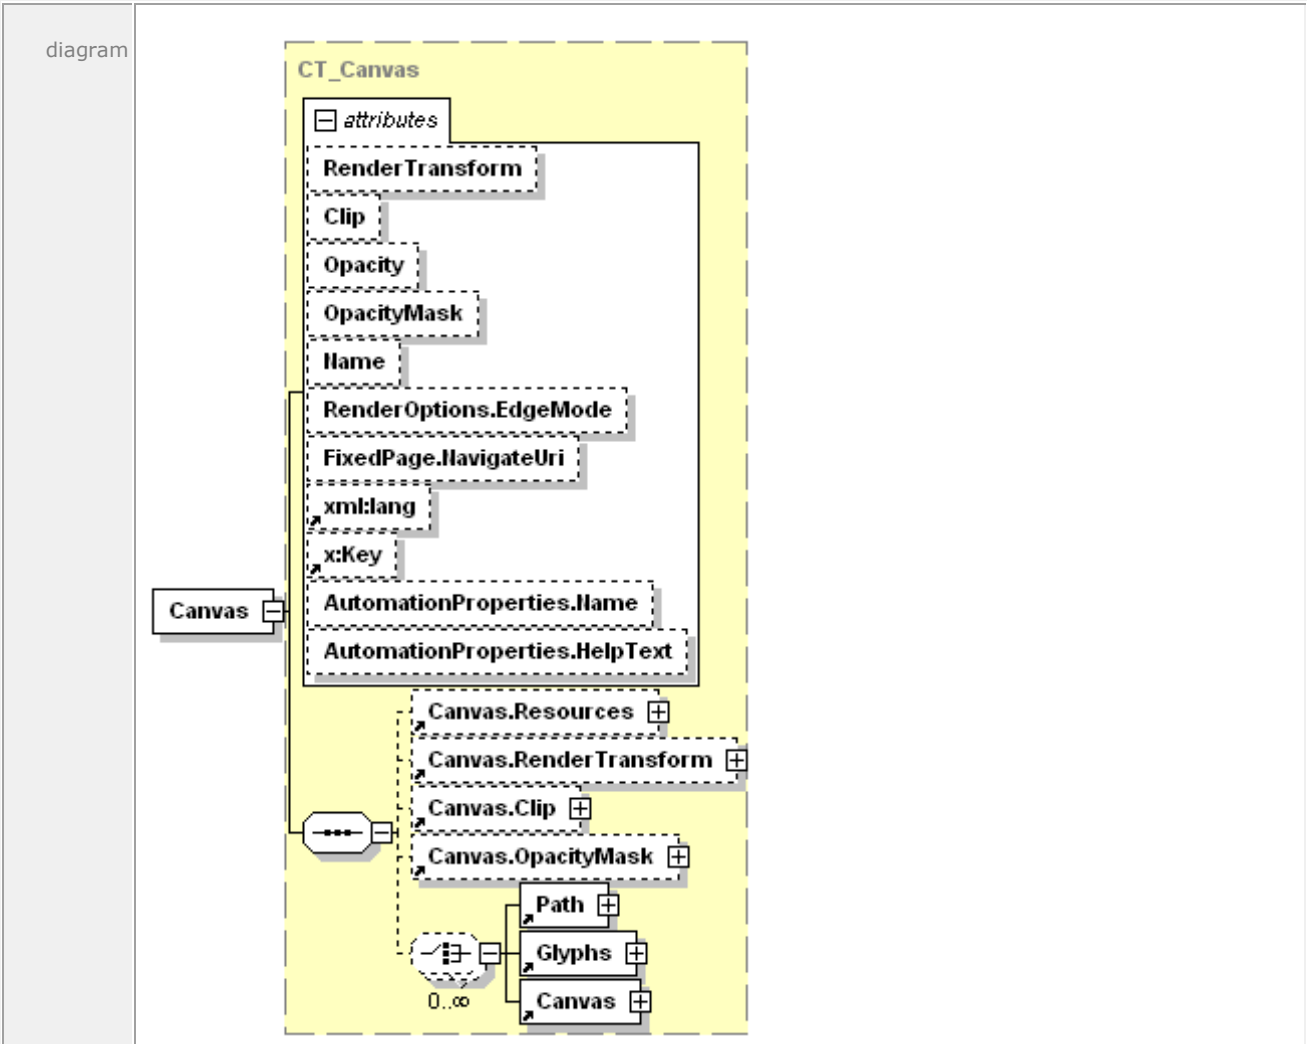 diagram
CT_Canvas
attributes
RenderTransform
Clip
Opacity
OpacityMask
Name
RenderOptions.EdgeMode
FixedPage.NavigateUri
xml:lang
x:Key
AutomationProperties.Name
Canvas
AutomationProperties.HelpText
Canvas.Resources
Canvas.RenderTransform
Canvas.Clip
Canvas.OpacityMask
Path
Glyphs
Canvas
0..∞